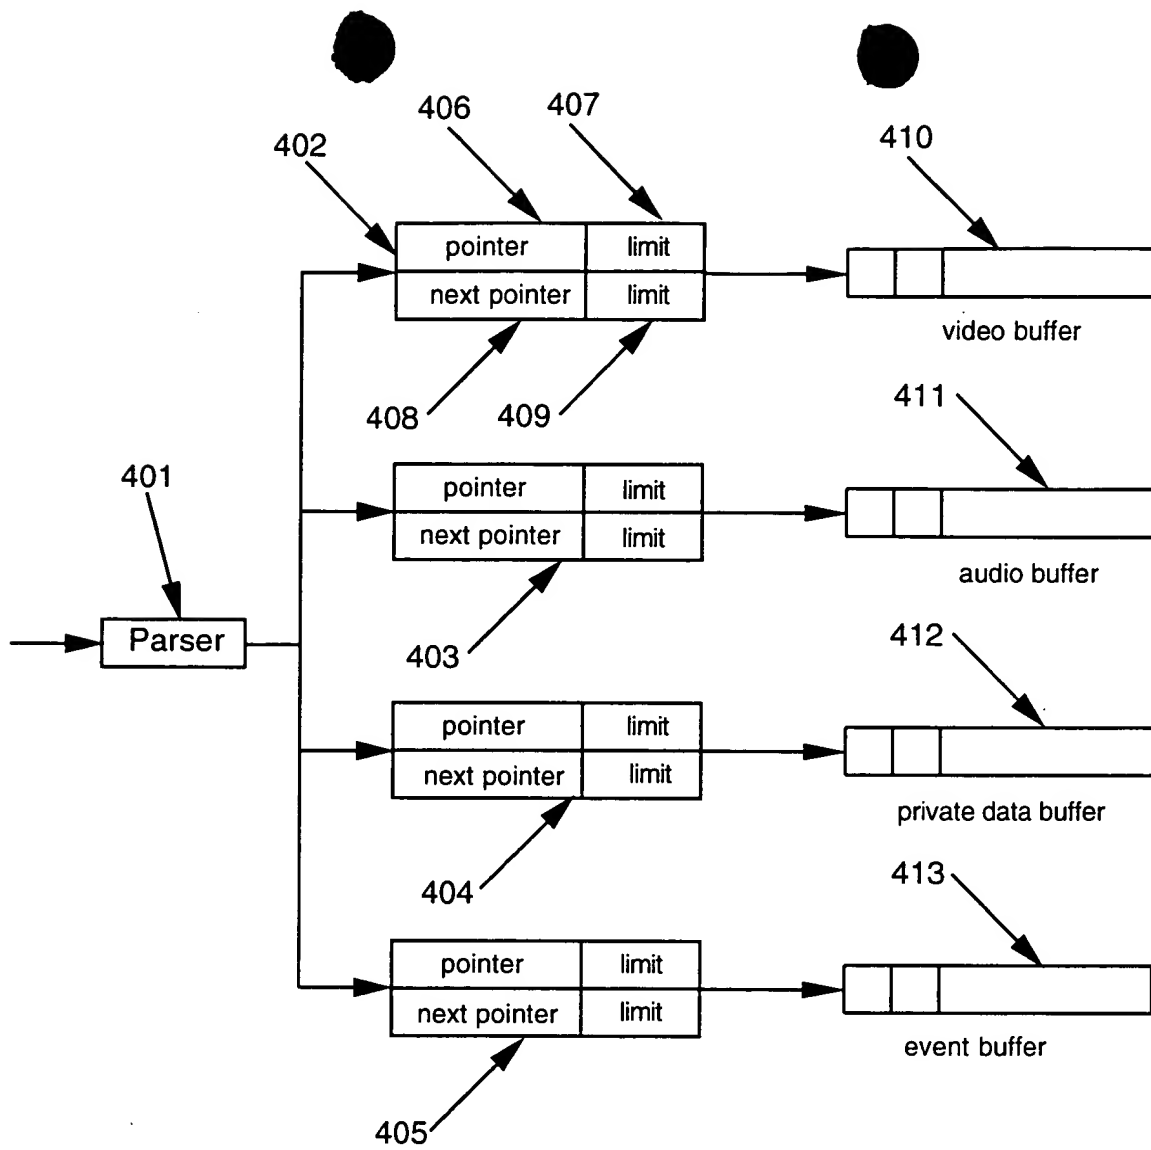 406
407
402
410
pointer
limit
next pointer
limit
video buffer
408
409
411
401
pointer
limit
next pointer
limit
audio buffer
Parser
403
412
pointer
limit
next pointer
limit
private data buffer
404
413
pointer
limit
next pointer
limit
event buffer
405